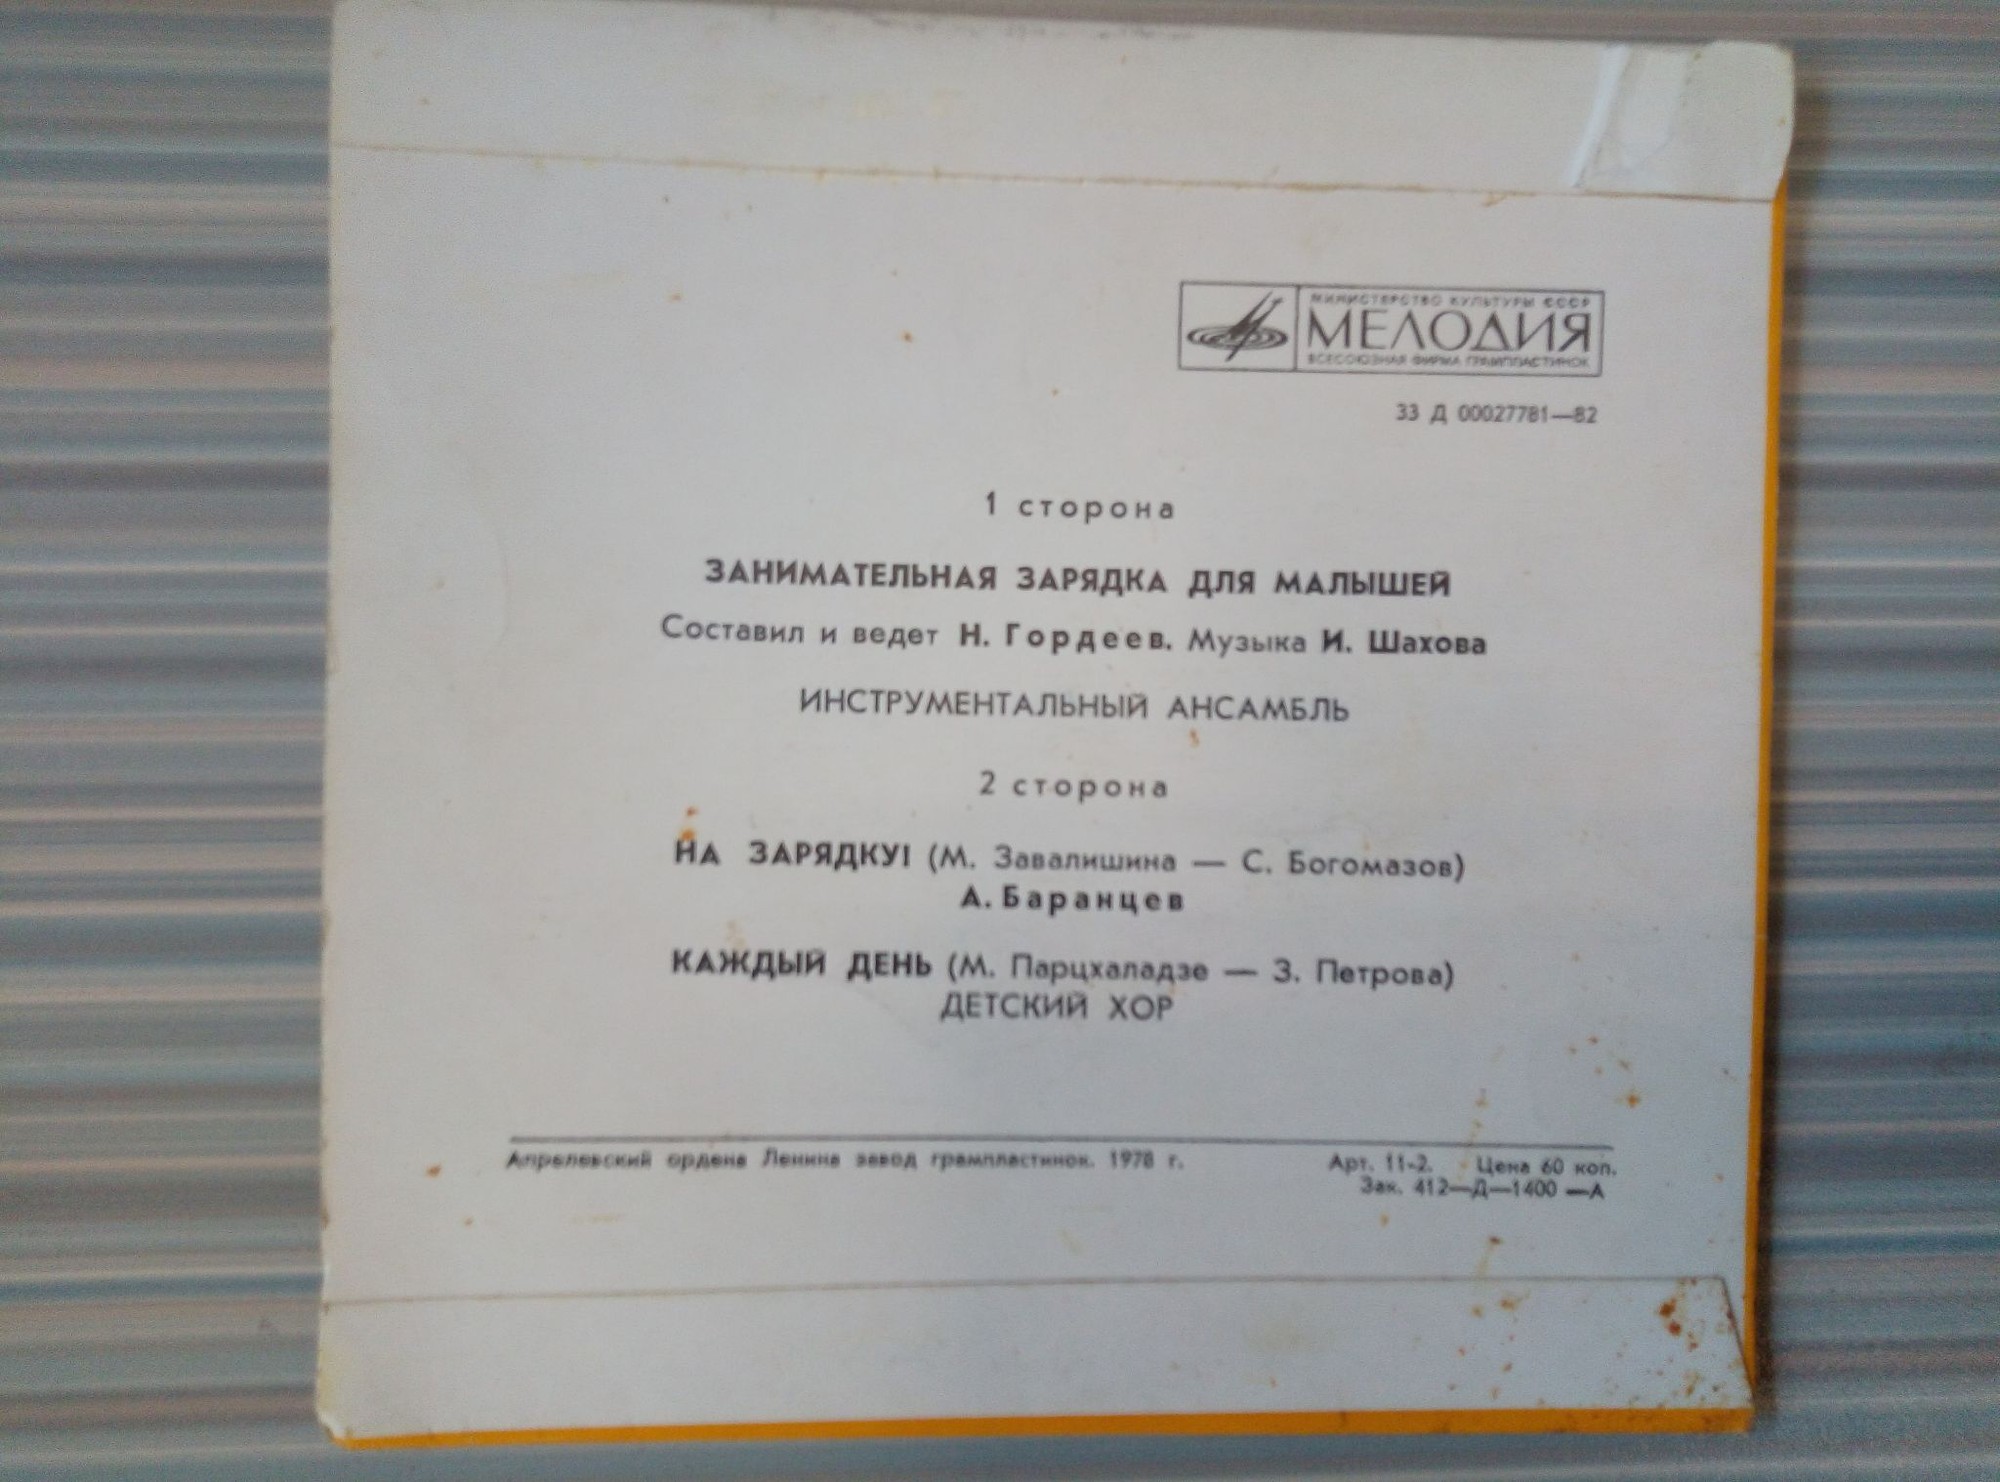 МИНИСТЕРСТВО КУЛЬТУРЫ СССР
МЕЛОДИЯ
ВСЕСОЮЗНАЯ ФИРМА ГРАМПЛАСТИНОК
33 Д 00027781—82
1 сторона
ЗАНИМАТЕЛЬНАЯ ЗАРЯДКА ДЛЯ МАЛЫШЕЙ
Составил и ведет Н. Гордеев. Музыка И. Шахова
ИНСТРУМЕНТАЛЬНЫЙ АНСАМБЛЬ
2 сторона
НА ЗАРЯДКУ! (М. Завалишина — С. Богомазов)
А. Баранцев
КАЖДЫЙ ДЕНЬ (М. Парцхаладзе — З. Петрова)
ДЕТСКИЙ ХОР
Апрелевский ордена Ленина завод грампластинок. 1978 г. Арт. 11-2. Цена 60 коп.
Зак. 412—Д—1400 —А